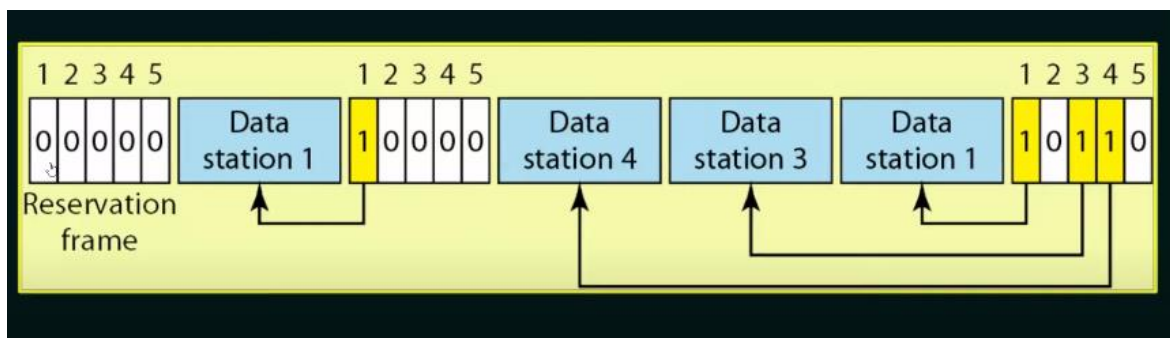 1 2 3 4 5
1 2 3 4 5
1 2 3 4 5
0 0 0 0 0
Data
station 1
1 0 0 0 0
Data
station 4
Data
station 3
Data
station 1
1 0 1 1 0
Reservation
frame